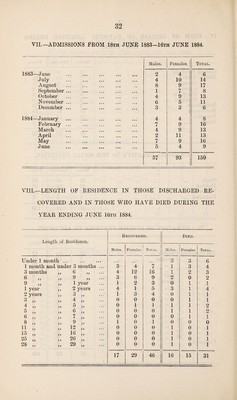 32
VII.—ADMISSIONS FROM 16TH JUNE 1883—16TH JUNE 1884.
Males. Females. TOTAL.
1883—June ... 2 4 6
July ... 4 10 14
August ... 8 9 17
September ... 1 7 8
October ... 4 9 13
November ... 6 5 11
December ... 3 3 6
1884—January ... 4 4 8
February ... 7 9 16
March ... 4 9 13
April ... 2 11 13
May ... 7 9 16
June ... 5 4 9
57 93 150
VIII.—LENGTH OF RESIDENCE IN THOSE DISCHARGED RE-
COVERED AND IN THOSE WHO HAVE DIED DURING THE
YEAR ENDING JUNE 16TH 1884.
Length of Residence. RECOVERED. DIED.
Males. Females. TOTAL. Males. Females. TOTAL.
Under 1 month ... 3 3 6
1 month and under 3 months ... 3 4 7 1 3 4
3 months „ 6 „ ... 4 12 16 1 2 3
6 „ „ 9 „ ... 3 6 9 2 0 2
9 „ „ 1 year ... 1 2 3 0 1 1
1 year „ 2 years ... 4 1 5 3 1 4
2 years „ 3 „ ... 1 3 4 0 1 1
3 „ „ 4 „ ... 0 0 0 0 1 1
4 „ „ 5 „ ... 0 1 1 1 1 2
5 „ „ 6 „ ... 0 0 0 1 1 2
6 „ „ 7 „ ... 0 0 0 0 1 1
8 „ „ 9 „ ... 1 0 1 0 0 0
11 „ „ 12 „ ... 0 0 0 1 0 1
15 „ „ 16 „ ... 0 0 0 1 0 1
25 „ „ 26 „ ... 0 0 0 1 0 1
28 „ „ 29 „ ... 0 0 0 1 0 1
17 29 46 16 15 31